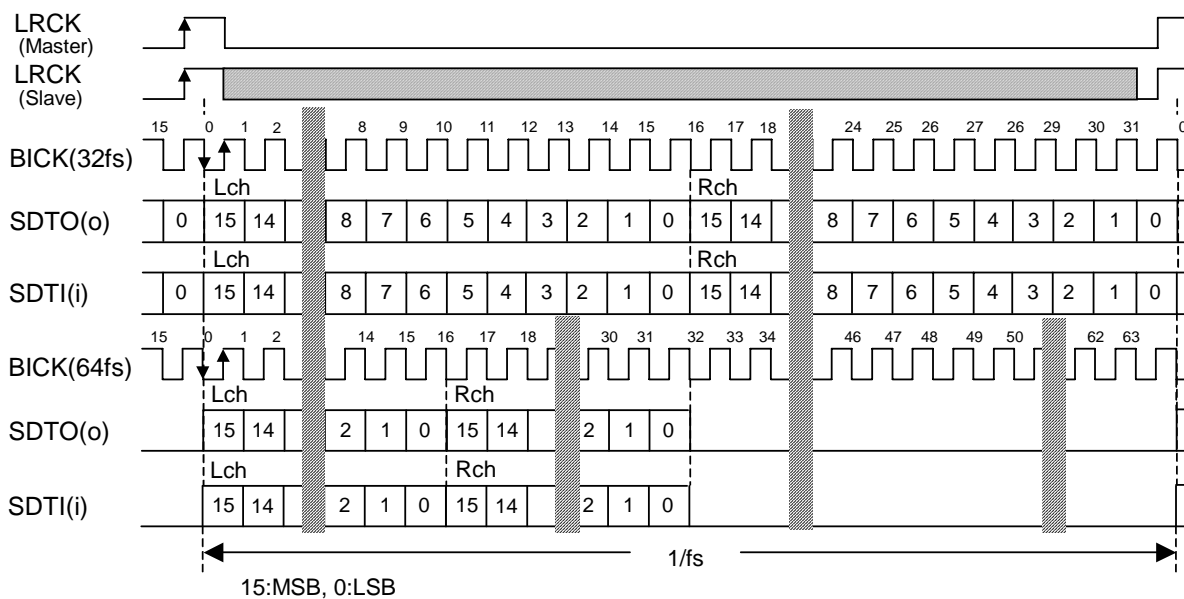 LRCK
(Master)
LRCK
(Slave)
15 0 1 2 8 9 10 11 12 13 14 15 16 17 18 24 25 26 27 28 26 29 30 31 0
BICK(32fs)
Lch Rch
SDTO(o) 0 15 14 8 7 6 5 4 3 2 1 0 15 14 8 7 6 5 4 3 2 1 0
Lch Rch
SDTI(i) 0 15 14 8 7 6 5 4 3 2 1 0 15 14 8 7 6 5 4 3 2 1 0
15 0 1 2 14 15 16 17 18 30 31 32 33 34 46 47 48 49 50 62 63
BICK(64fs)
Lch Rch
SDTO(o) 15 14 2 1 0 15 14 2 1 0
Lch Rch
SDTI(i) 15 14 2 1 0 15 14 2 1 0
1/fs
15:MSB, 0:LSB